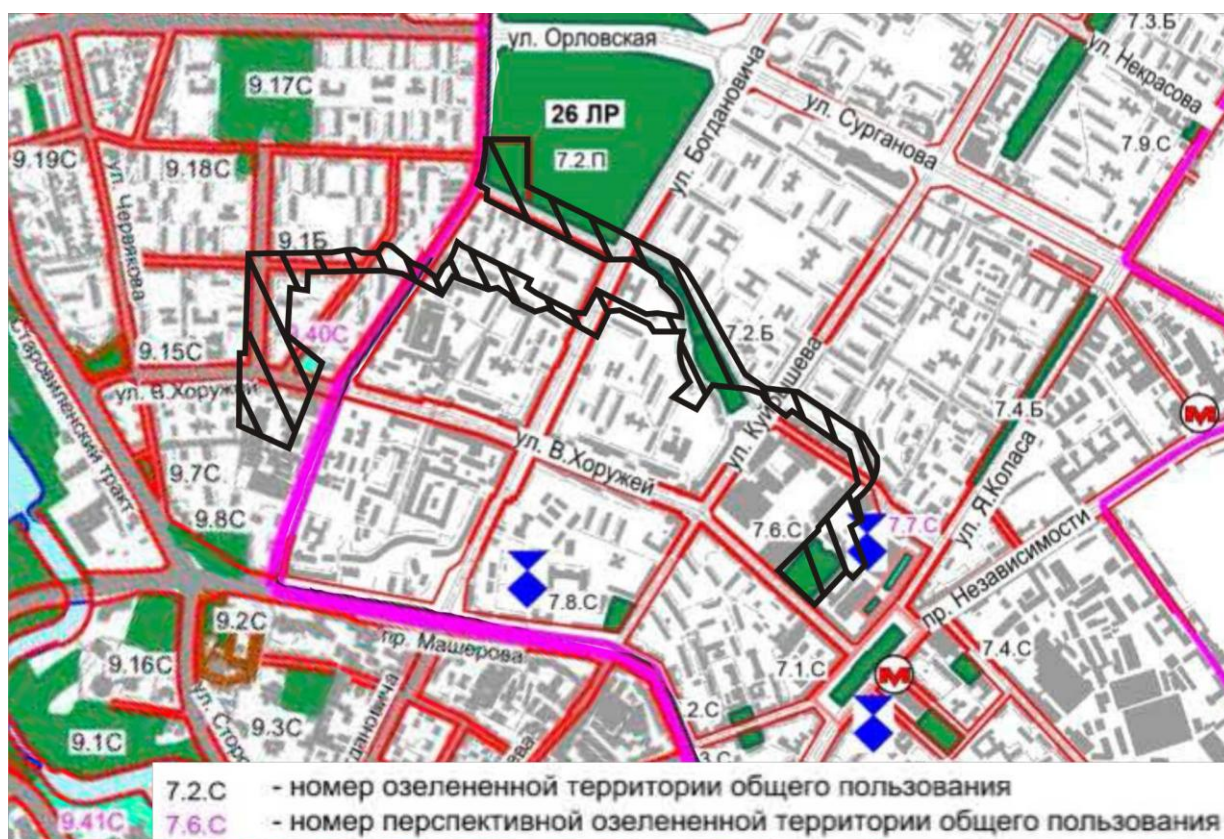 7.3.Б
ул. Орловская
ул. Некрасова
9.17С
26 ЛР
ул. Богдановича
ул. Сурганова
7.9.С
9.19С
9.18С
7.2.П
ул. Червякова
9.1Б
9.40С
7.2.Б
9.15С
Старовиленский тракт
ул. В.Хоружей
ул. Куйбышева
7.4.Б
М
ул. В.Хоружей
ул. Я.Коласа
9.7С
9.8С
7.6.С
7.7.С
пр. Независимости
7.8.С
9.2С
пр. Машерова
9.16С
7.4.С
7.1.С
М
9.3С
ул. Сторо
дановича
2.С
9.1С
3.С
7.2.С - номер озелененной территории общего пользования
9.41С
7.6.С - номер перспективной озелененной территории общего пользования